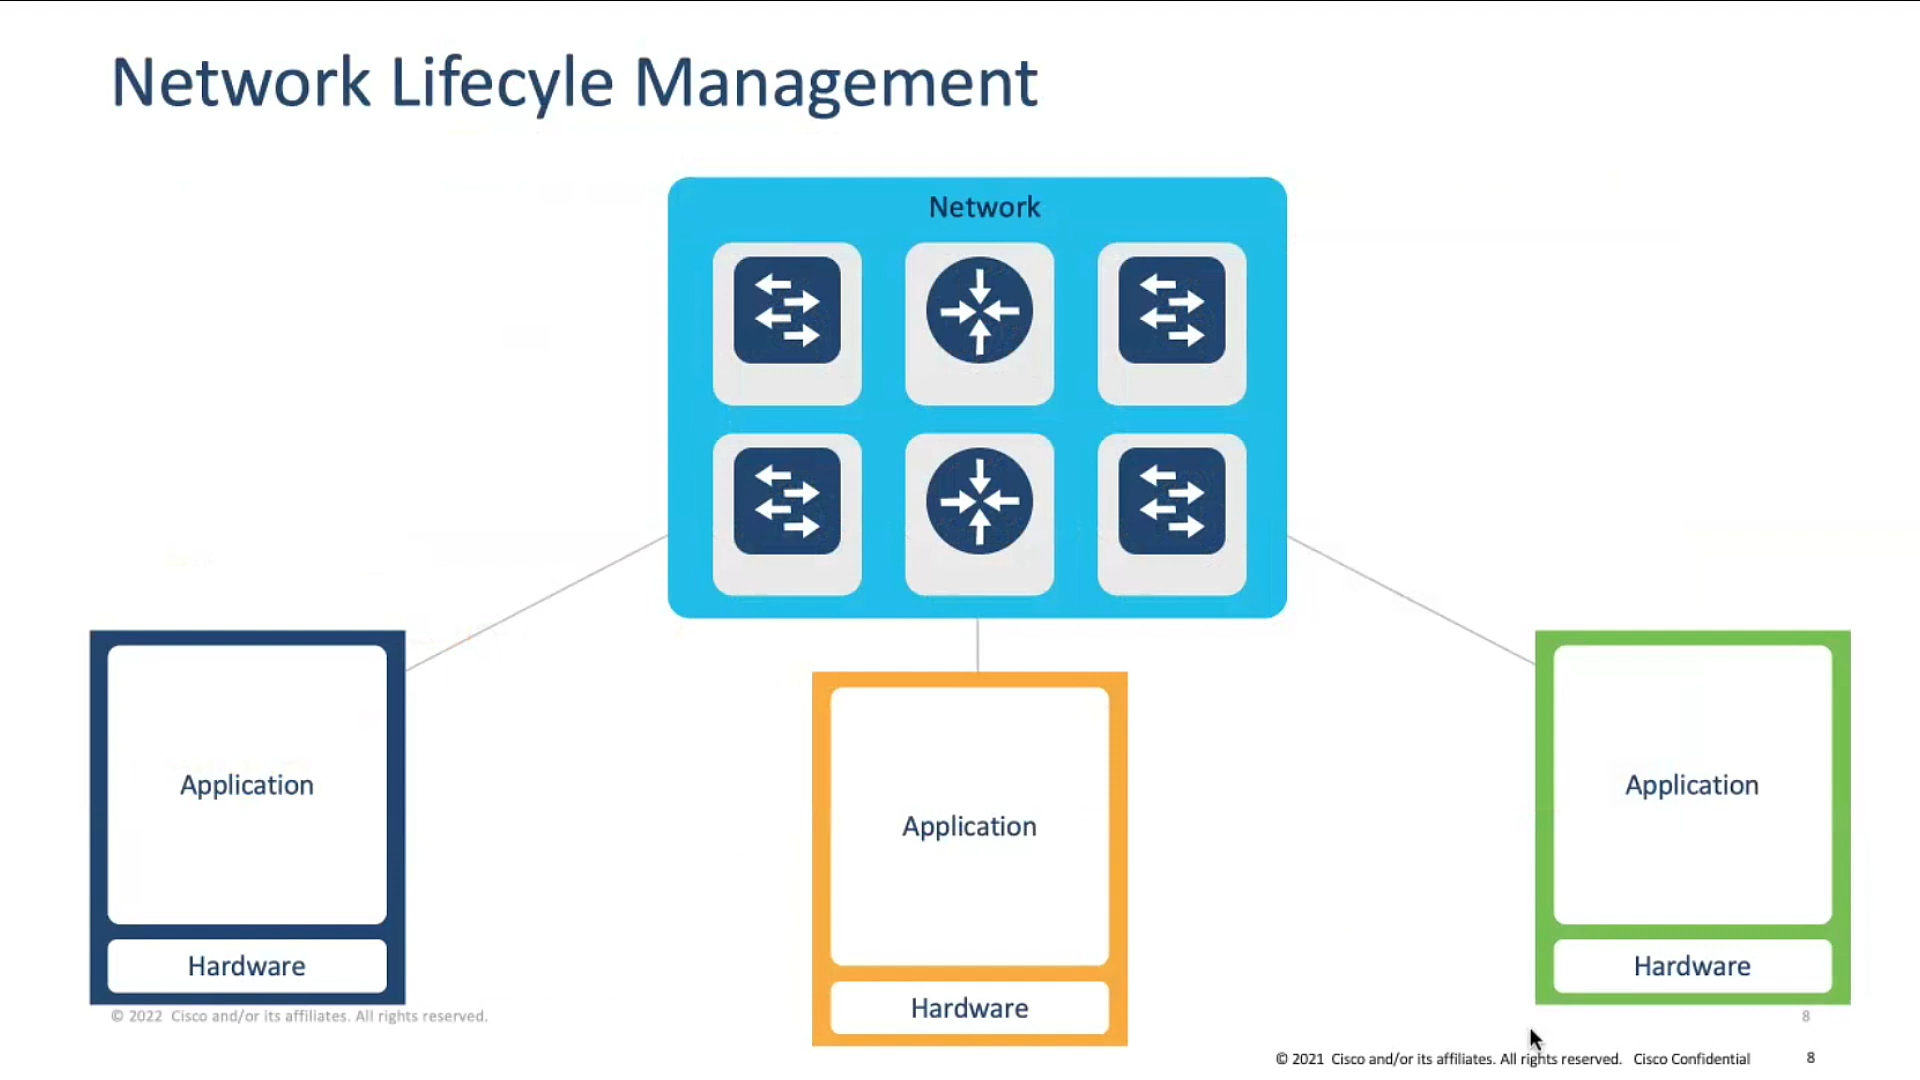 Network Lifecyle Management
Network
Application
Hardware
Application
Hardware
Application
Hardware
© 2022 Cisco and/or its affiliates. All rights reserved.
8
© 2021 Cisco and/or its affiliates. All rights reserved. Cisco Confidential
8